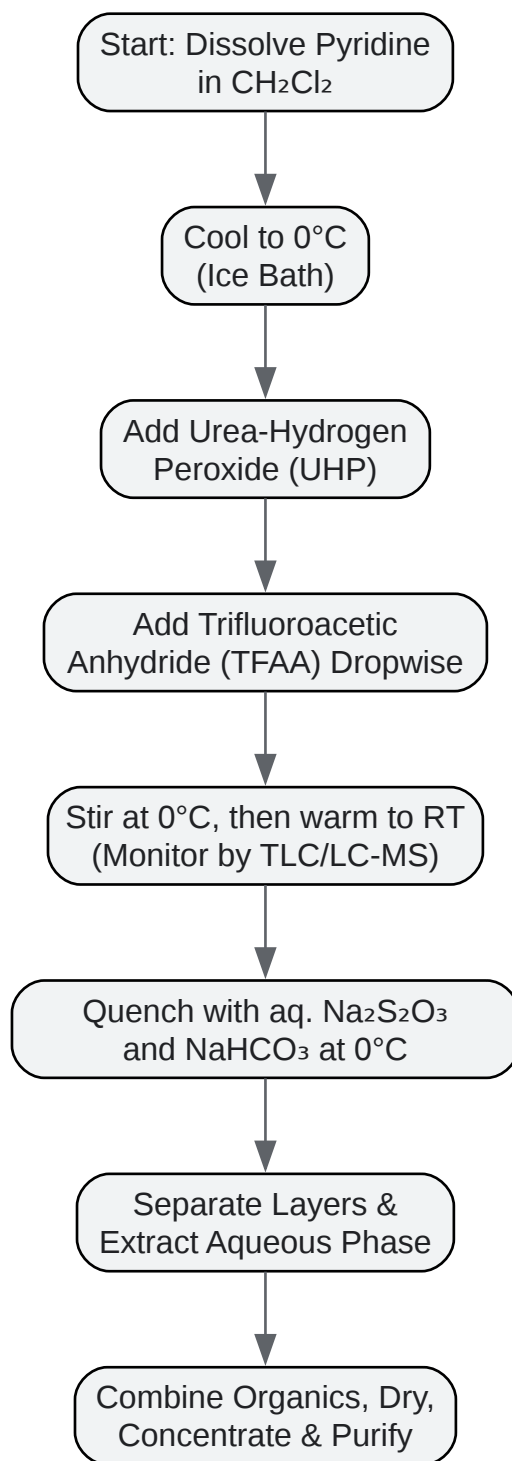 Start: Dissolve Pyridine
in CH₂Cl₂
Cool to 0°C
(Ice Bath)
Add Urea-Hydrogen
Peroxide (UHP)
Add Trifluoroacetic
Anhydride (TFAA) Dropwise
Stir at 0°C, then warm to RT
(Monitor by TLC/LC-MS)
Quench with aq. Na₂S₂O₃
and NaHCO₃ at 0°C
Separate Layers &
Extract Aqueous Phase
Combine Organics, Dry,
Concentrate & Purify